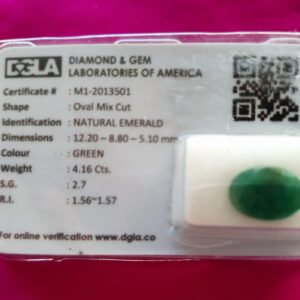 DGLA
DIAMOND & GEM
LABORATORIES OF AMERICA
Certificate # : M1-2013501
Shape : Oval Mix Cut
Identification : NATURAL EMERALD
Dimensions : 12.20 - 8.80 - 5.10 mm
Colour : GREEN
Weight : 4.16 Cts.
S.G. : 2.7
R.I. : 1.56~1.57
For online verification www.dgla.co